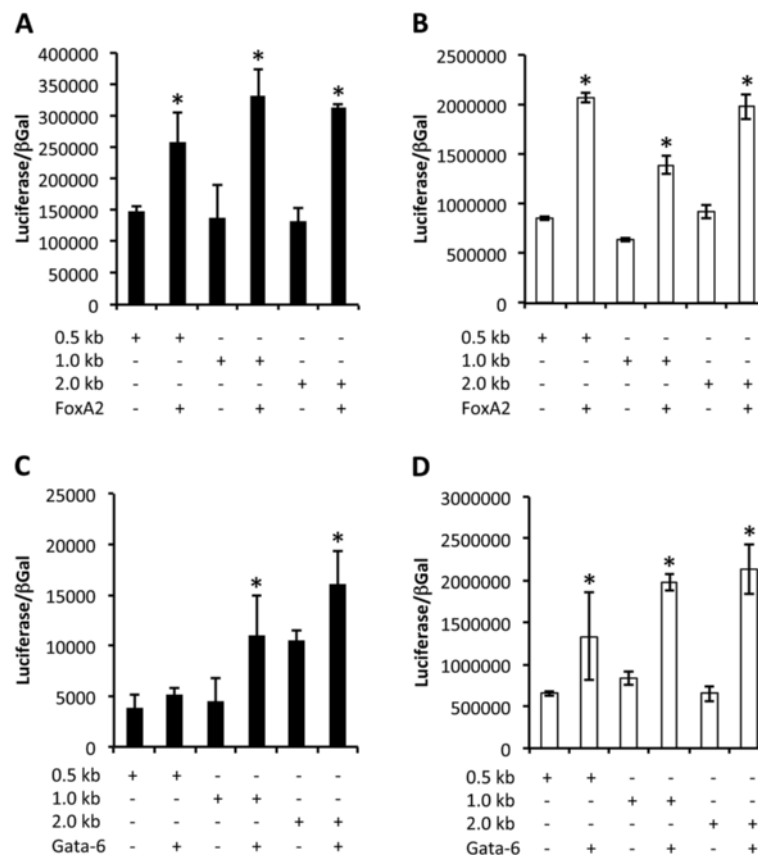 A
Luciferase/βGal
400000
350000
300000
250000
200000
150000
100000
50000
0
* * *
0.5 kb + + - - - -
1.0 kb - - + + - -
2.0 kb - - - - + +
FoxA2 - + - + - +
B
Luciferase/βGal
2500000
2000000
1500000
1000000
500000
0
* * *
0.5 kb + + - - - -
1.0 kb - - + + - -
2.0 kb - - - - + +
FoxA2 - + - + - +
C
Luciferase/βGal
25000
20000
15000
10000
5000
0
* *
0.5 kb + + - - - -
1.0 kb - - + + - -
2.0 kb - - - - + +
Gata-6 - + - + - +
D
Luciferase/βGal
3000000
2500000
2000000
1500000
1000000
500000
0
* * *
0.5 kb + + - - - -
1.0 kb - - + + - -
2.0 kb - - - - + +
Gata-6 - + - + - +